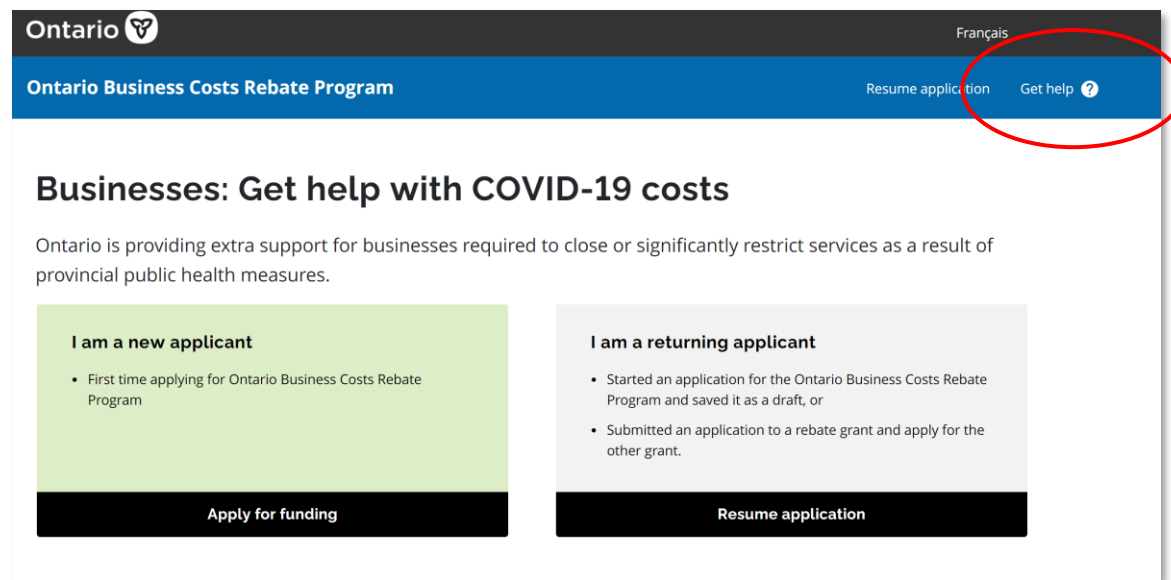 Ontario
Français
Ontario Business Costs Rebate Program
Resume application
Get help ?
Businesses: Get help with COVID-19 costs
Ontario is providing extra support for businesses required to close or significantly restrict services as a result of
provincial public health measures.
I am a new applicant
• First time applying for Ontario Business Costs Rebate
Program
Apply for funding
I am a returning applicant
• Started an application for the Ontario Business Costs Rebate
Program and saved it as a draft, or
• Submitted an application to a rebate grant and apply for the
other grant.
Resume application